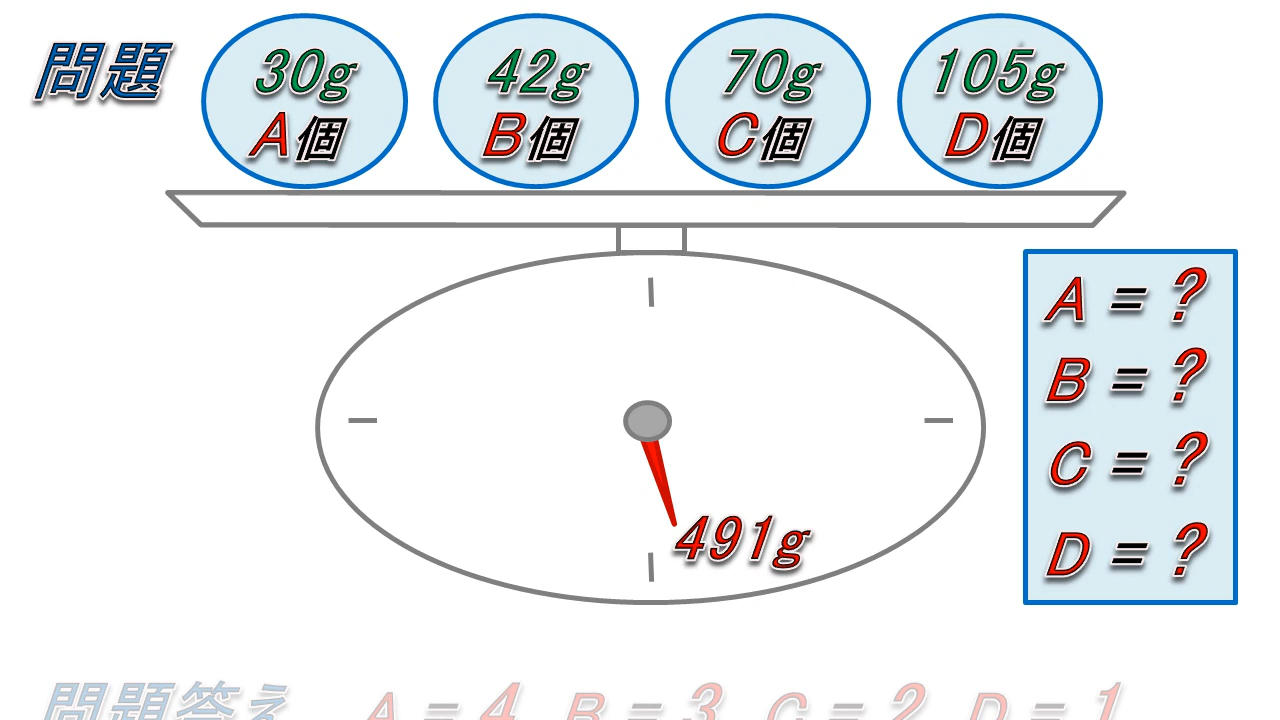 問題
30g 42g 70g 105g
A個 B個 C個 D個
A = ?
B = ?
C = ?
D = ?
491g
問題答え A = 4 B = 3 C = 2 D = 1